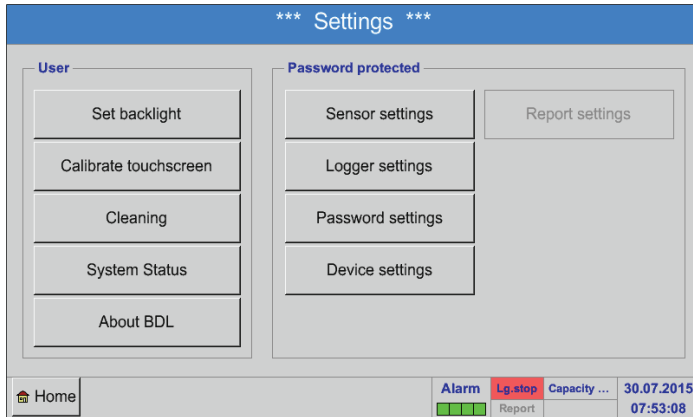 *** Settings ***
User
Set backlight
Calibrate touchscreen
Cleaning
System Status
About BDL
Password protected
Sensor settings
Report settings
Logger settings
Password settings
Device settings
Home
Alarm
Lg.stop
Capacity ...
30.07.2015
Report
07:53:08